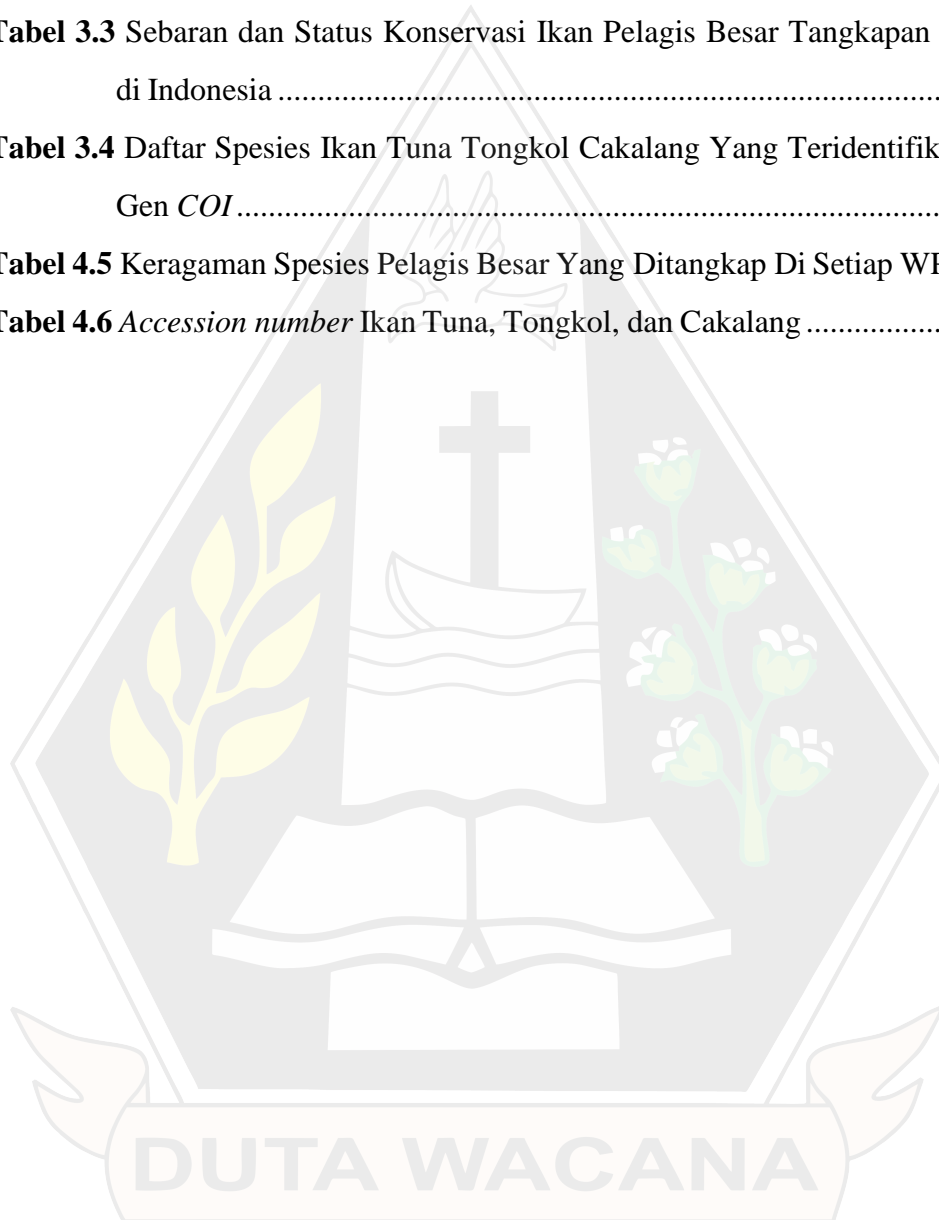 Tabel 3.3 Sebaran dan Status Konservasi Ikan Pelagis Besar Tangkapan
di Indonesia ......................................................................
Tabel 3.4 Daftar Spesies Ikan Tuna Tongkol Cakalang Yang
Gen COI ..........................................................................
Tabel 4.5 Keragaman Spesies Pelagis Besar Yang Ditangkap Di Setiap
Tabel 4.6 Accession number Ikan Tuna, Tongkol, dan Cakalang ..............
DUTA WACANA